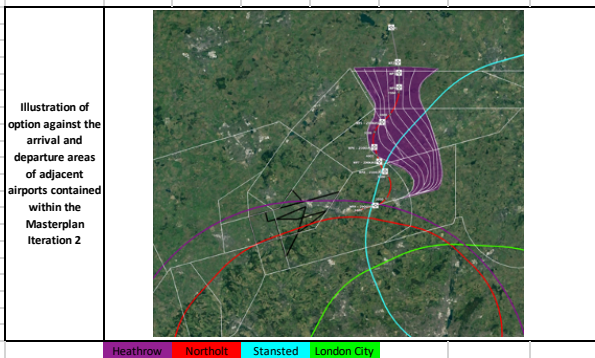 Illustration of
option against the
arrival and
departure areas
of adjacent
airports contained
within the
Masterplan
Iteration 2
Heathrow
Northolt
Stansted
London City